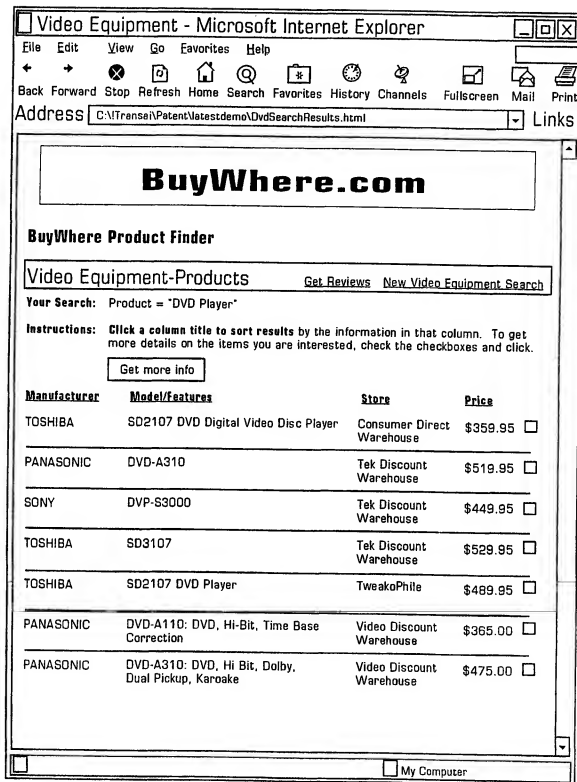 Video Equipment - Microsoft Internet Explorer
File Edit View Go Favorites Help
Back Forward Stop Refresh Home Search Favorites History Channels Fullscreen Mail Print
Address C:\!Transai\Patent\latestdemo\DvdSearchResults.html Links
BuyWhere.com
BuyWhere Product Finder
Video Equipment-Products Get Reviews New Video Equipment Search
Your Search: Product = "DVD Player"
Instructions: Click a column title to sort results by the information in that column. To get
more details on the items you are interested, check the checkboxes and click.
Get more info
Manufacturer Model/Features Store Price
TOSHIBA SD2107 DVD Digital Video Disc Player Consumer Direct $359.95
Warehouse
PANASONIC DVD-A310 Tek Discount $519.95
Warehouse
SONY DVP-S3000 Tek Discount $449.95
Warehouse
TOSHIBA SD3107 Tek Discount $529.95
Warehouse
TOSHIBA SD2107 DVD Player TweakoPhile $489.95
PANASONIC DVD-A110: DVD, Hi-Bit, Time Base Video Discount $365.00
Correction Warehouse
PANASONIC DVD-A310: DVD, Hi Bit, Dolby, Video Discount $475.00
Dual Pickup, Karoake Warehouse
My Computer